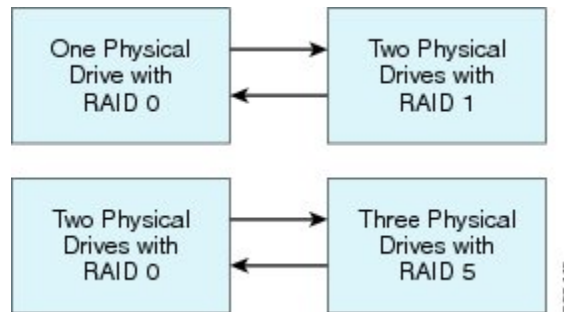 One Physical
Drive with
RAID 0
Two Physical
Drives with
RAID 1
Two Physical
Drives with
RAID 0
Three Physical
Drives with
RAID 5